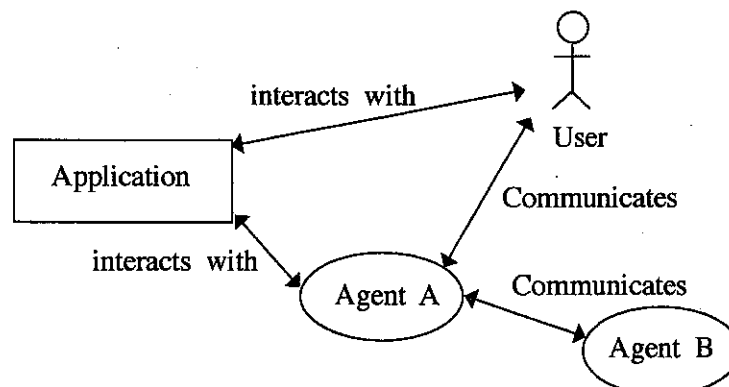 interacts with
User
Application
Communicates
interacts with
Agent A
Communicates
Agent B